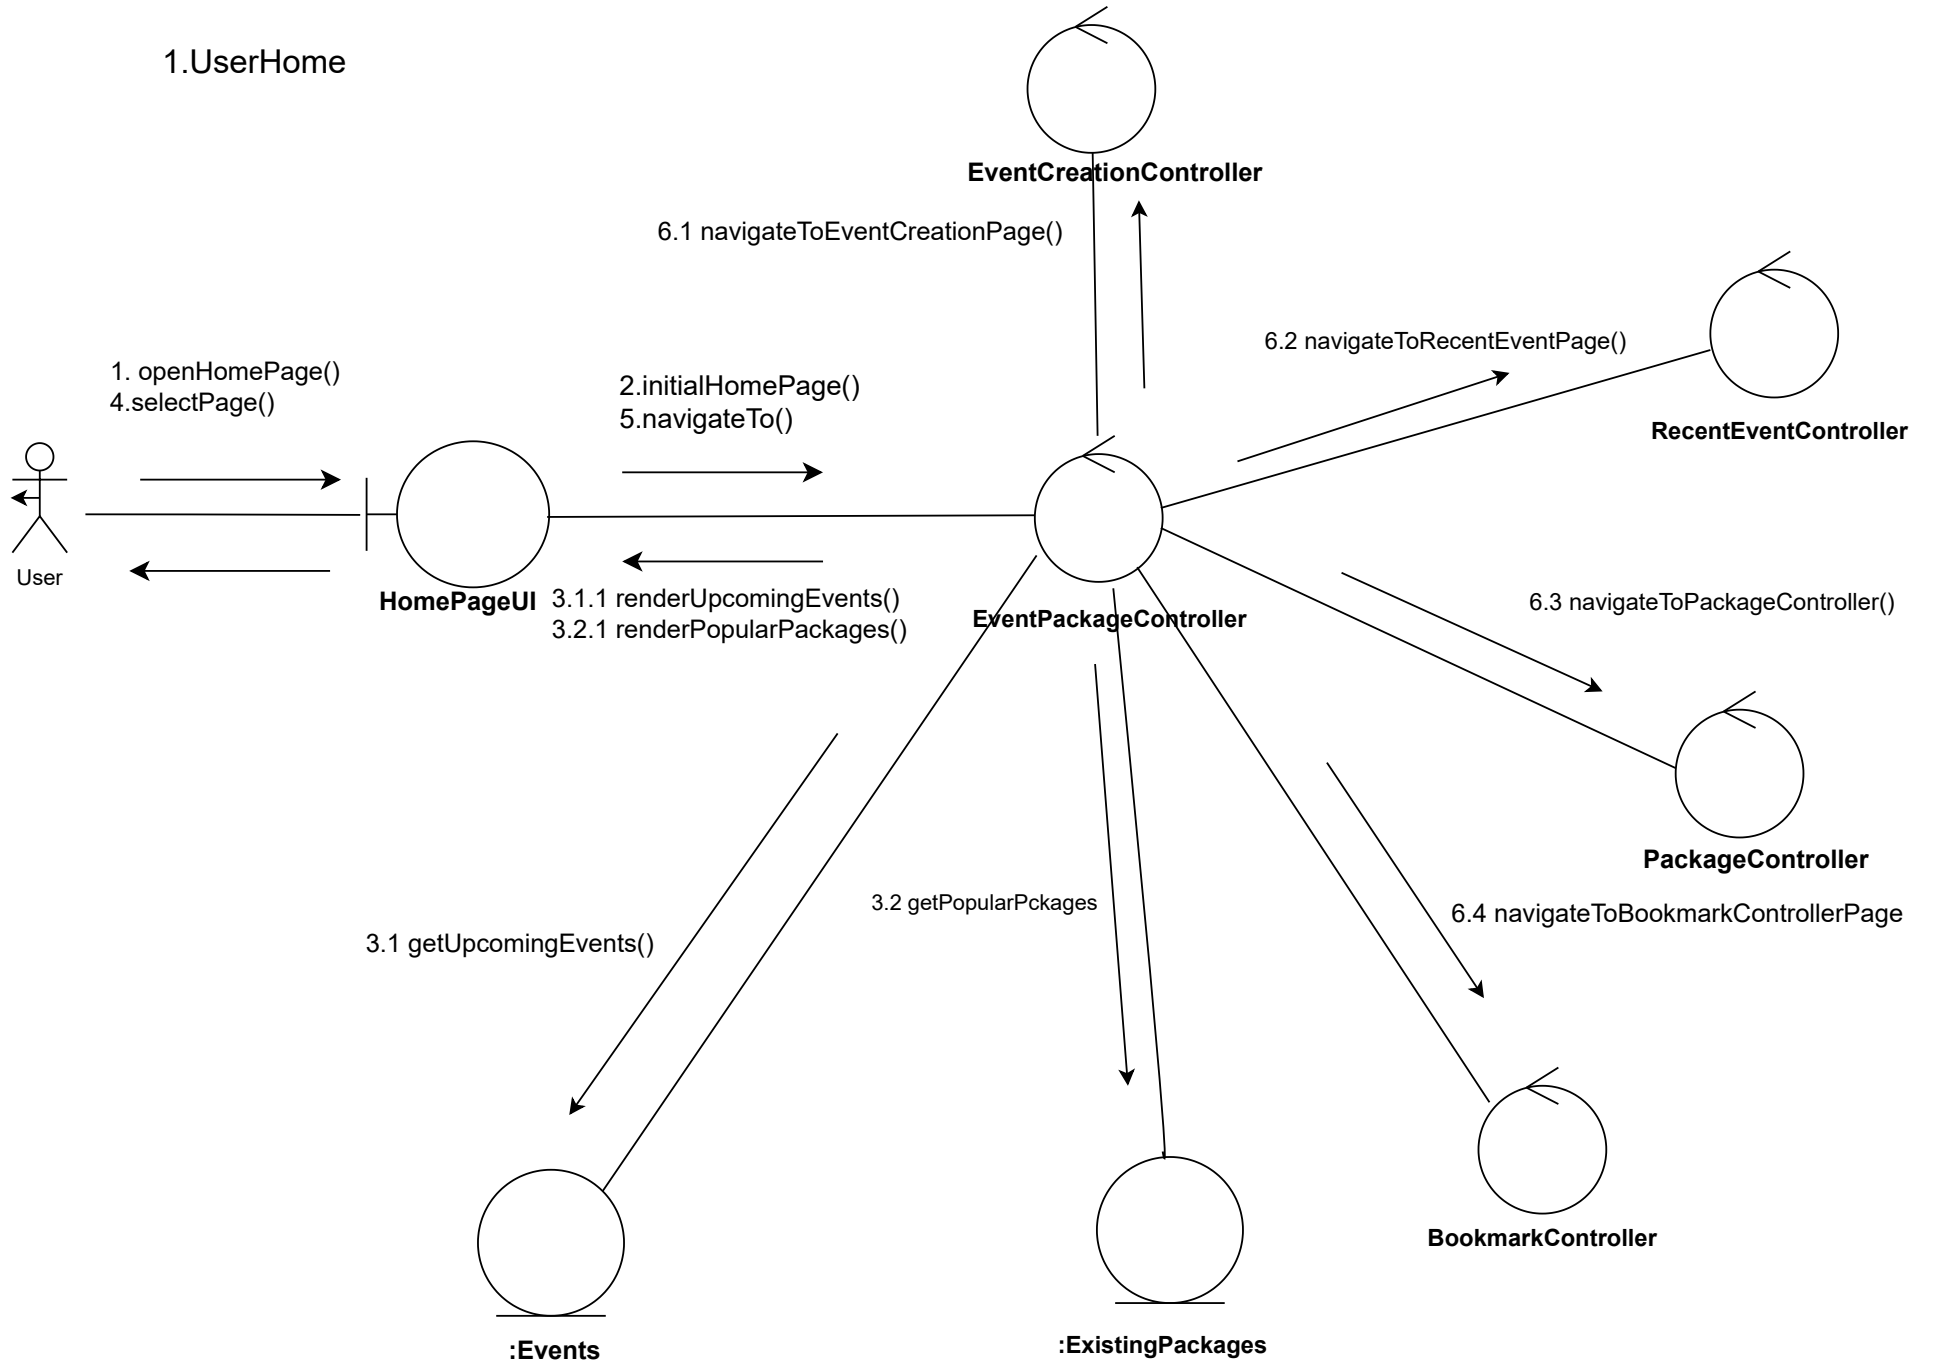 1.UserHome
EventCreationController
6.1 navigateToEventCreationPage()
6.2 navigateToRecentEventPage()
RecentEventController
1. openHomePage()
4.selectPage()
2.initialHomePage()
5.navigateTo()
User
HomePageUI
3.1.1 renderUpcomingEvents()
3.2.1 renderPopularPackages()
EventPackageController
6.3 navigateToPackageController()
PackageController
3.2 getPopularPckages
6.4 navigateToBookmarkControllerPage
3.1 getUpcomingEvents()
BookmarkController
:Events
:ExistingPackages